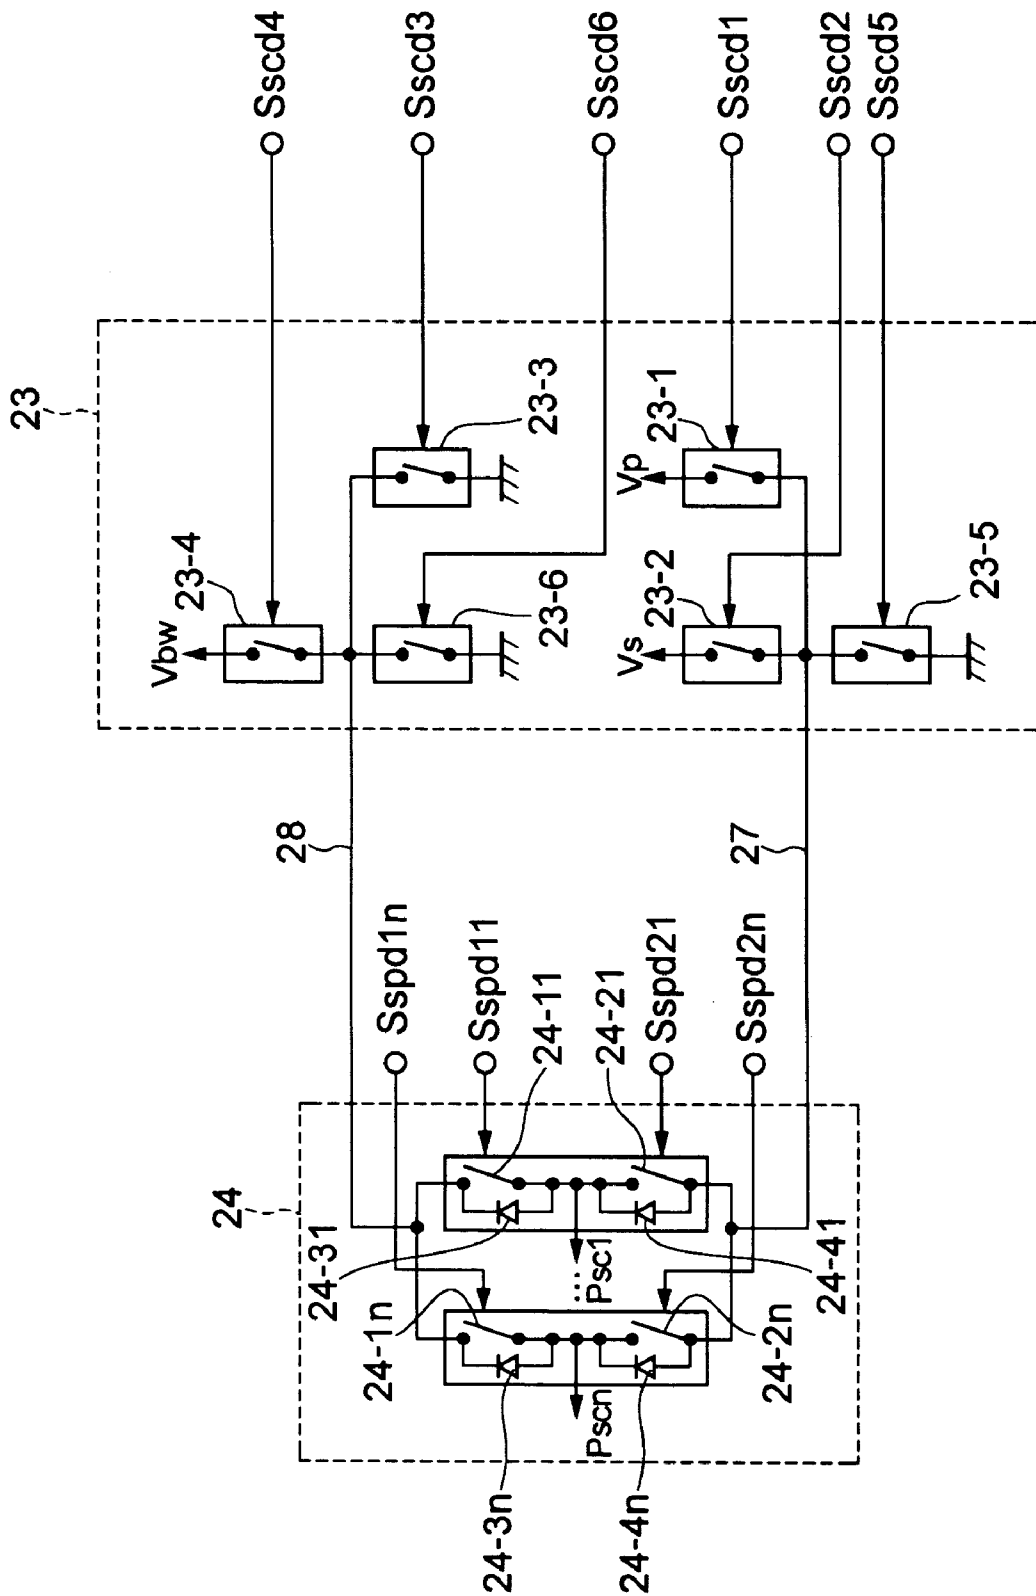 23
Sscd4
Sscd3
Sscd6
Sscd1
Sscd2
Sscd5
Vbw
23-4
23-3
23-6
Vp
23-1
Vs
23-2
23-5
28
27
24
Sspd1n
Sspd11
24-11
24-21
Sspd21
Sspd2n
24-31
24-1n
24-3n
Psc1
...
Pscn
24-41
24-2n
24-4n